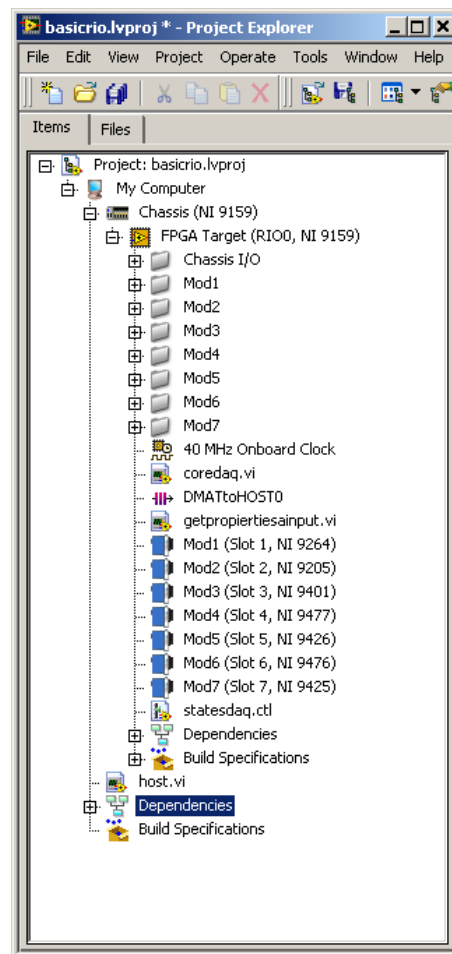 basicrio.lvproj * - Project Explorer
File Edit View Project Operate Tools Window Help
Items Files
Project: basicrio.lvproj
My Computer
Chassis (NI 9159)
FPGA Target (RIO0, NI 9159)
Chassis I/O
Mod1
Mod2
Mod3
Mod4
Mod5
Mod6
Mod7
40 MHz Onboard Clock
coredaq.vi
DMATtoHOST0
getpropiertiesainput.vi
Mod1 (Slot 1, NI 9264)
Mod2 (Slot 2, NI 9205)
Mod3 (Slot 3, NI 9401)
Mod4 (Slot 4, NI 9477)
Mod5 (Slot 5, NI 9426)
Mod6 (Slot 6, NI 9476)
Mod7 (Slot 7, NI 9425)
statesdaq.ctl
Dependencies
Build Specifications
host.vi
Dependencies
Build Specifications